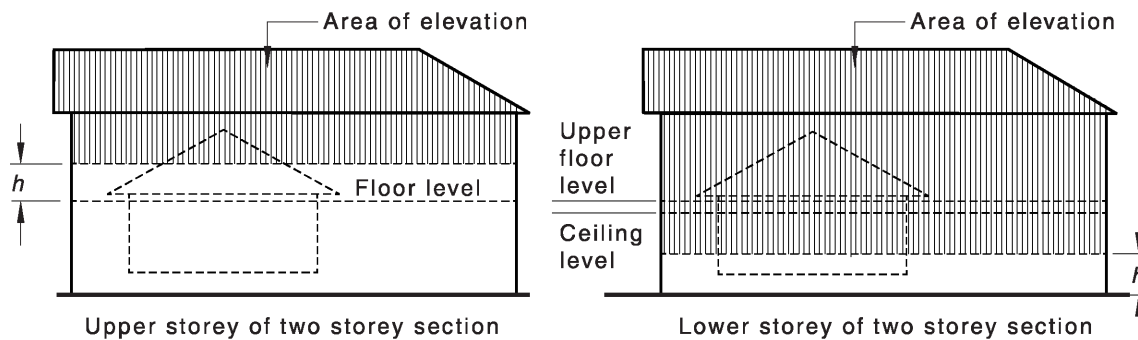 Area of elevation
h
Floor level
Upper storey of two storey section
Area of elevation
Upper
floor
level
Ceiling
level
h
Lower storey of two storey section